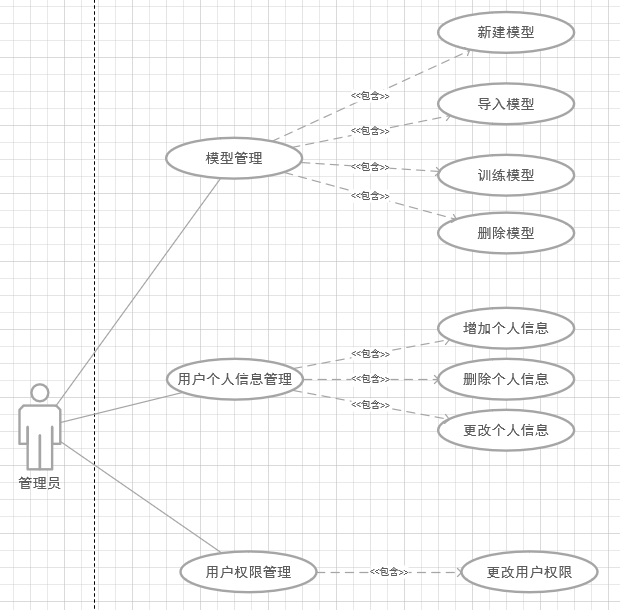 新建模型
<<包含>>
导入模型
<<包含>>
模型管理
<<包含>>
训练模型
<<包含>>
删除模型
增加个人信息
<<包含>>
用户个人信息管理
<<包含>>
删除个人信息
<<包含>>
更改个人信息
管理员
用户权限管理
<<包含>>
更改用户权限